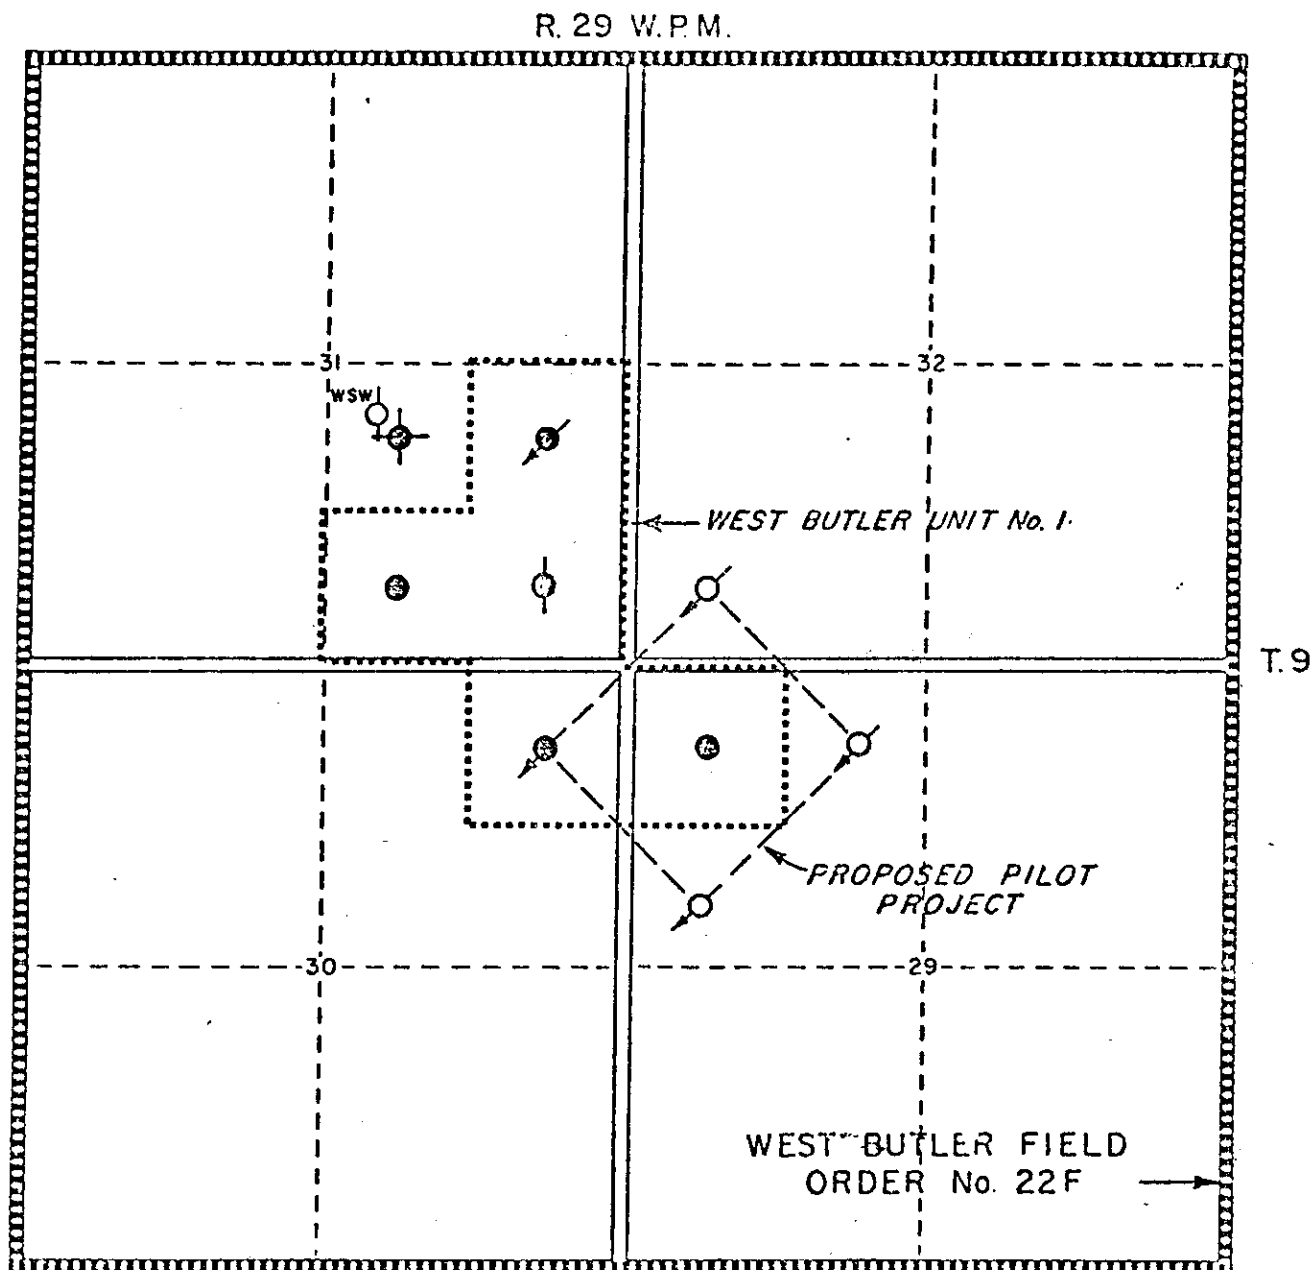 R. 29 W.P.M.
31
32
WSW
WEST BUTLER UNIT No. 1.
T. 9
PROPOSED PILOT
PROJECT
30
29
WEST BUTLER FIELD
ORDER No. 22F